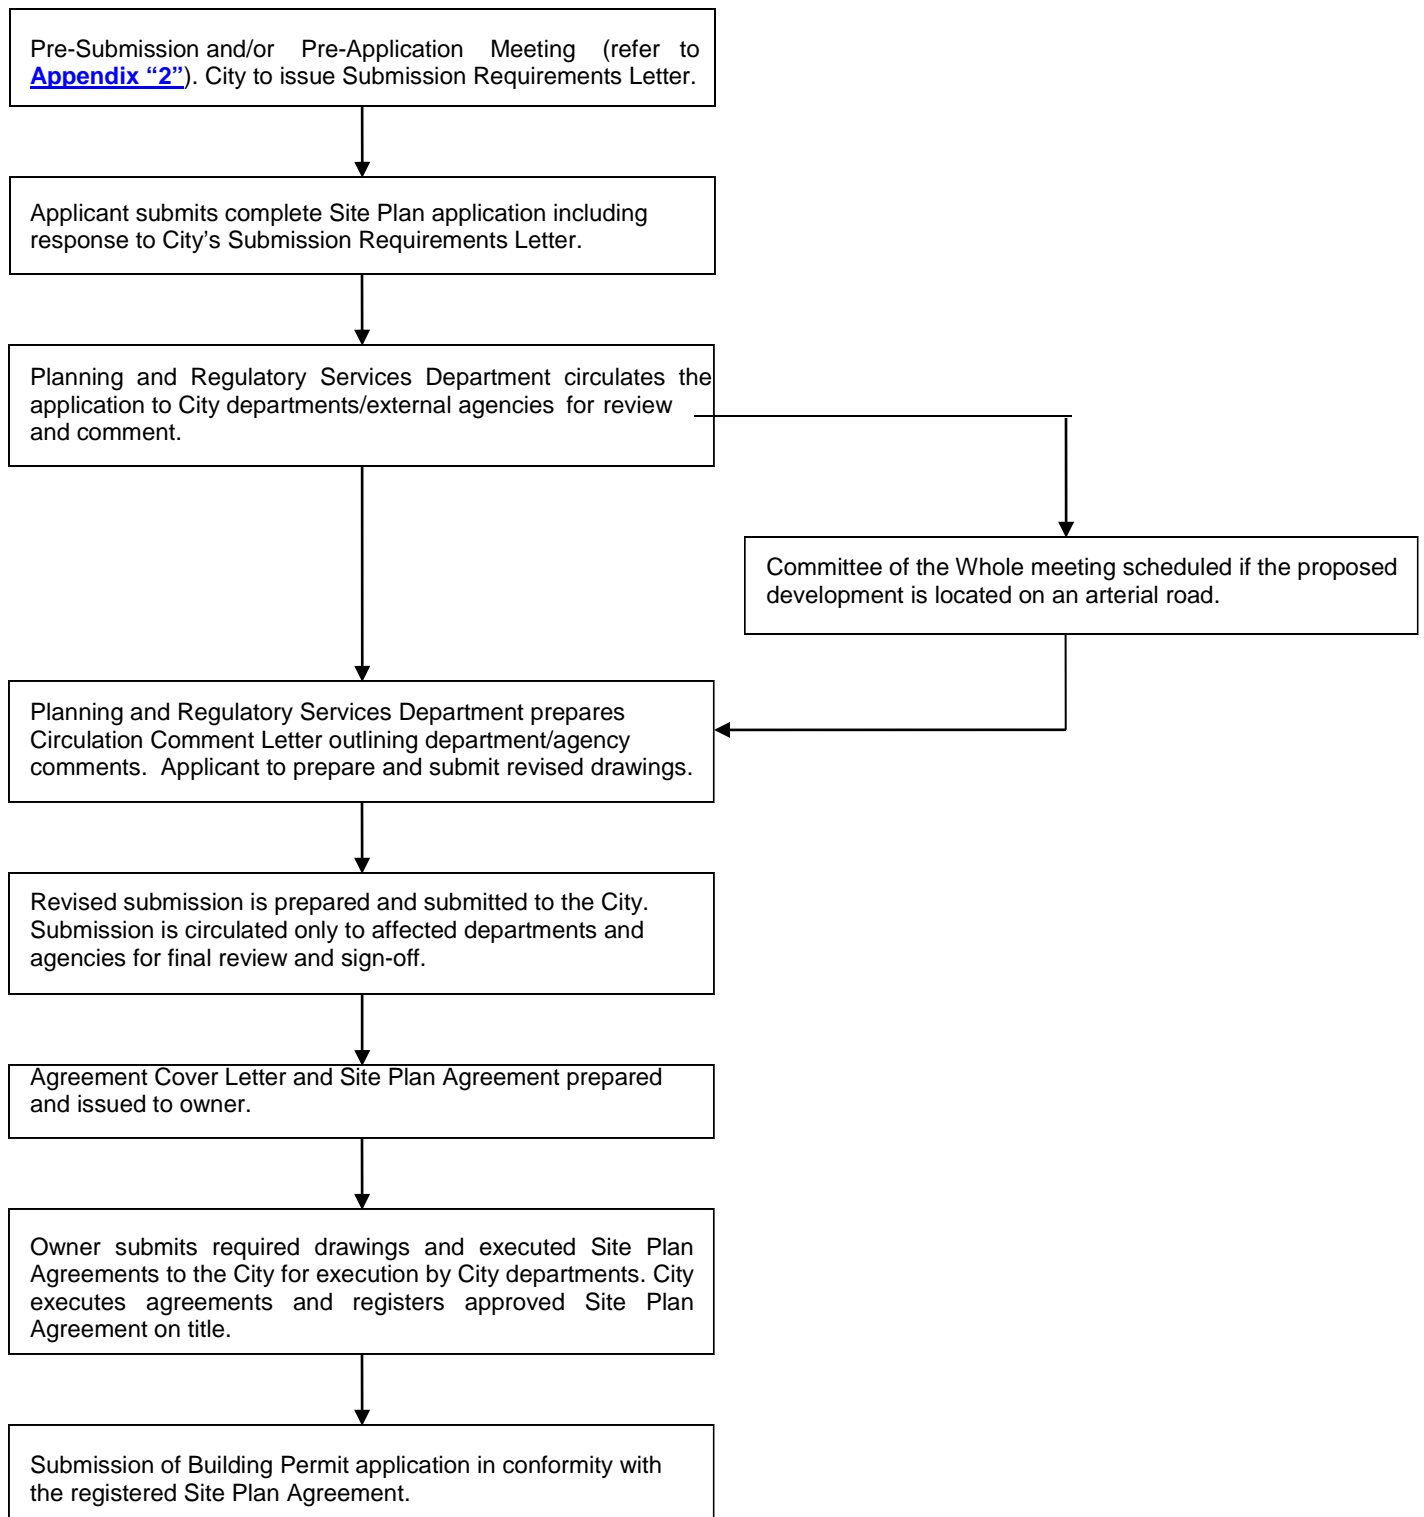 Pre-Submission and/or Pre-Application Meeting (refer to
Appendix “2”). City to issue Submission Requirements Letter.
Applicant submits complete Site Plan application including
response to City’s Submission Requirements Letter.
Planning and Regulatory Services Department circulates the
application to City departments/external agencies for review
and comment.
Committee of the Whole meeting scheduled if the proposed
development is located on an arterial road.
Planning and Regulatory Services Department prepares
Circulation Comment Letter outlining department/agency
comments. Applicant to prepare and submit revised drawings.
Revised submission is prepared and submitted to the City.
Submission is circulated only to affected departments and
agencies for final review and sign-off.
Agreement Cover Letter and Site Plan Agreement prepared
and issued to owner.
Owner submits required drawings and executed Site Plan
Agreements to the City for execution by City departments. City
executes agreements and registers approved Site Plan
Agreement on title.
Submission of Building Permit application in conformity with
the registered Site Plan Agreement.